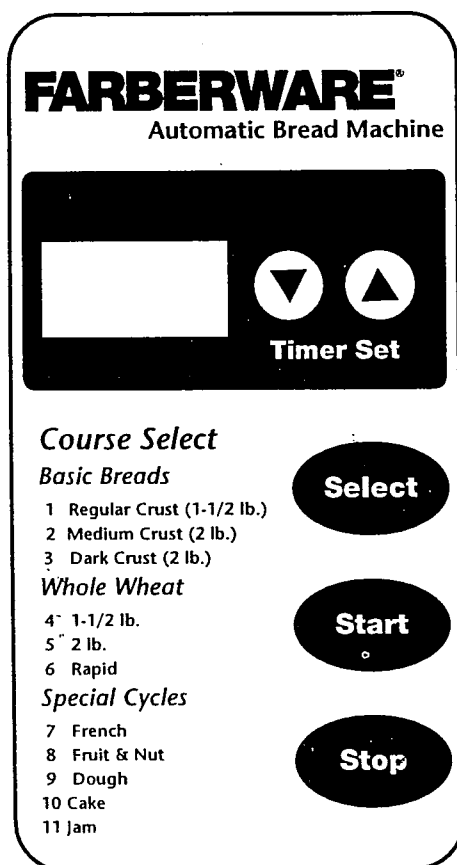 FARBERWARE®
Automatic Bread Machine
Timer Set
Course Select
Basic Breads
1 Regular Crust (1-1/2 lb.)
2 Medium Crust (2 lb.)
3 Dark Crust (2 lb.)
Select
Whole Wheat
4 1-1/2 lb.
5 2 lb.
6 Rapid
Start
Special Cycles
7 French
8 Fruit & Nut
9 Dough
10 Cake
11 Jam
Stop